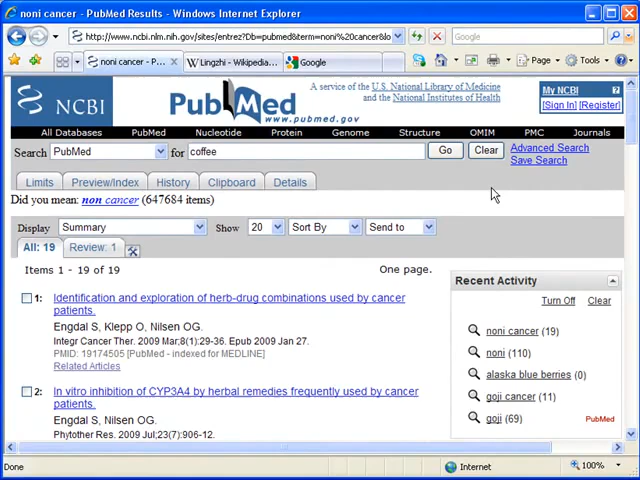 noni cancer - PubMed Results - Windows Internet Explorer
http://www.ncbi.nlm.nih.gov/sites/entrez?Db=pubmed&term=noni%20cancer&lo
Google
noni cancer - P...
Lingzhi - Wikipedia...
Google
Page
Tools
NCBI
PubMed
www.pubmed.gov
A service of the U.S. National Library of Medicine
and the National Institutes of Health
My NCBI
[Sign In] [Register]
All Databases PubMed Nucleotide Protein Genome Structure OMIM PMC Journals
Search PubMed for coffee Go Clear Advanced Search
Save Search
Limits Preview/Index History Clipboard Details
Did you mean: non cancer (647684 items)
Display Summary Show 20 Sort By Send to
All: 19 Review: 1
Items 1 - 19 of 19 One page.
1: Identification and exploration of herb-drug combinations used by cancer
patients.
Engdal S, Klepp O, Nilsen OG.
Integr Cancer Ther. 2009 Mar;8(1):29-36. Epub 2009 Jan 27.
PMID: 19174505 [PubMed - indexed for MEDLINE]
Related Articles
2: In vitro inhibition of CYP3A4 by herbal remedies frequently used by cancer
patients.
Engdal S, Nilsen OG.
Phytother Res. 2009 Jul;23(7):906-12.
Recent Activity
Turn Off Clear
noni cancer (19)
noni (110)
alaska blue berries (0)
goji cancer (11)
goji (69)
PubMed
Done
Internet
100%